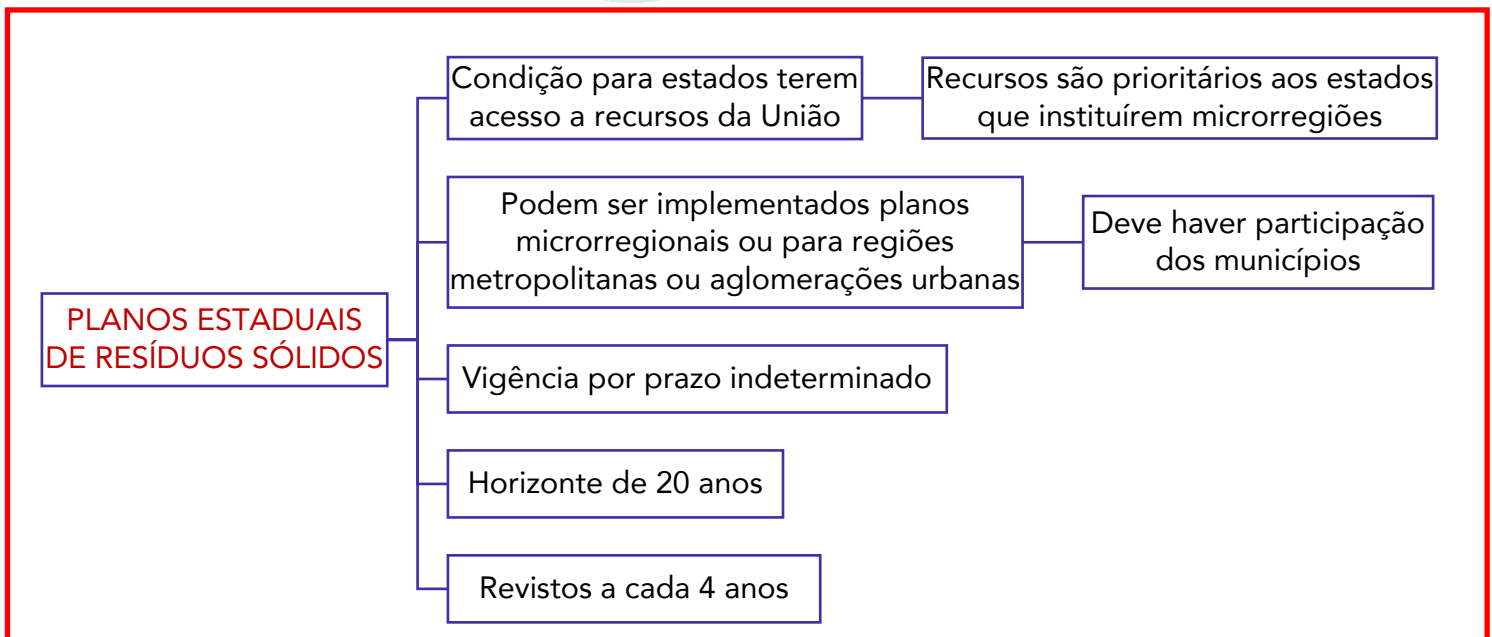 PLANOS ESTADUAIS
DE RESÍDUOS SÓLIDOS
Condição para estados terem
acesso a recursos da União
Recursos são prioritários aos estados
que instituírem microrregiões
Podem ser implementados planos
microrregionais ou para regiões
metropolitanas ou aglomerações urbanas
Deve haver participação
dos municípios
Vigência por prazo indeterminado
Horizonte de 20 anos
Revistos a cada 4 anos